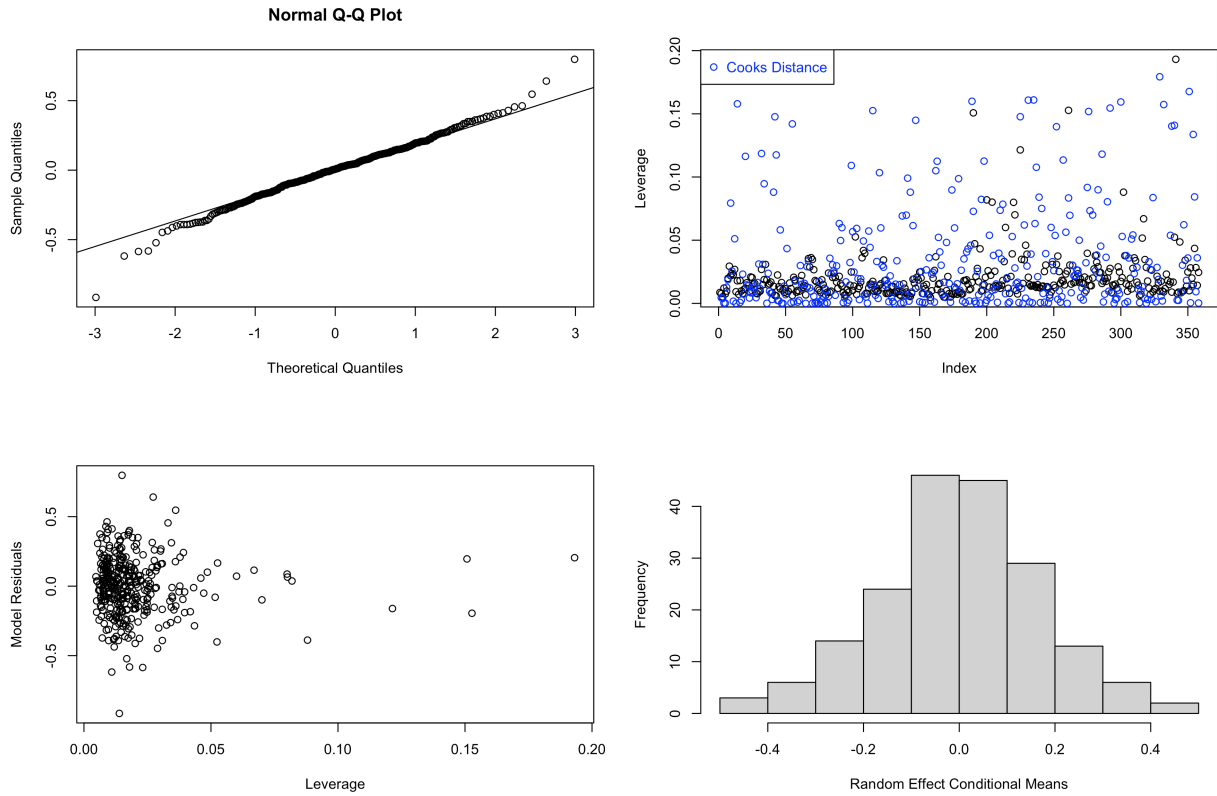 Normal Q-Q Plot
Sample Quantiles
0.5
0.0
-0.5
-3 -2 -1 0 1 2 3
Theoretical Quantiles
Cooks Distance
Leverage
0.20
0.15
0.10
0.05
0.00
0 50 100 150 200 250 300 350
Index
Model Residuals
0.5
0.0
-0.5
0.00 0.05 0.10 0.15 0.20
Leverage
Frequency
40
30
20
10
0
-0.4 -0.2 0.0 0.2 0.4
Random Effect Conditional Means